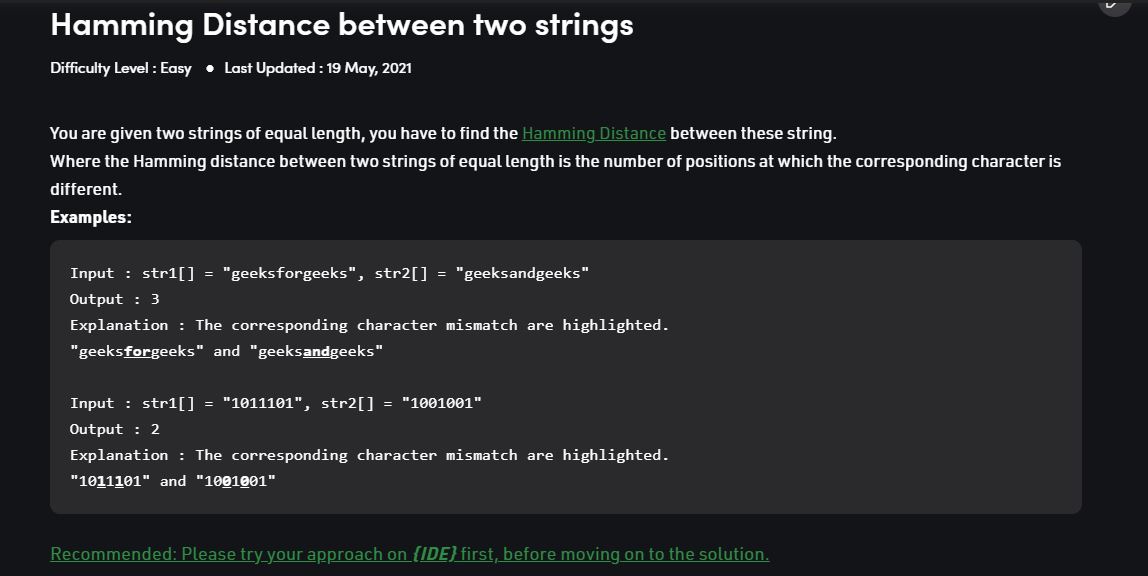 Hamming Distance between two strings
Difficulty Level : Easy ● Last Updated : 19 May, 2021
You are given two strings of equal length, you have to find the Hamming Distance between these string.
Where the Hamming distance between two strings of equal length is the number of positions at which the corresponding character is
different.
Examples:
Input : str1[] = "geeksforgeeks", str2[] = "geeksandgeeks"
Output : 3
Explanation : The corresponding character mismatch are highlighted.
"geeksforgeeks" and "geeksandgeeks"
Input : str1[] = "1011101", str2[] = "1001001"
Output : 2
Explanation : The corresponding character mismatch are highlighted.
"1011101" and "1001001"
Recommended: Please try your approach on {IDE} first, before moving on to the solution.